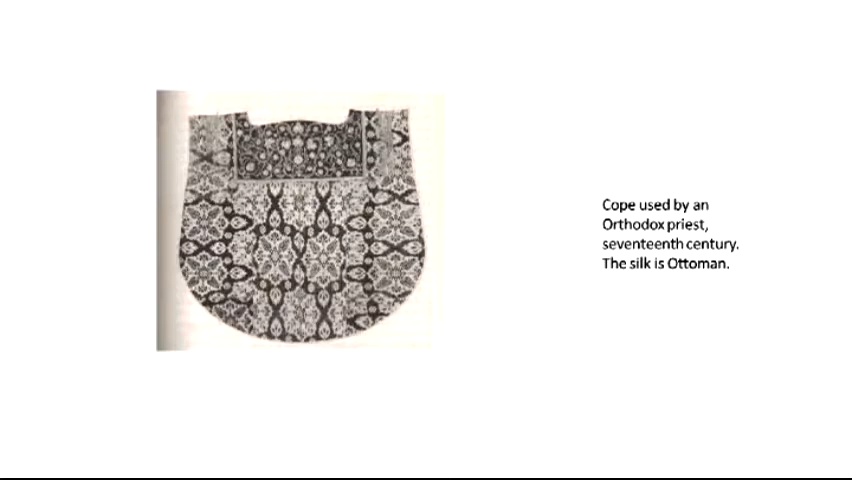 Cope used by an
Orthodox priest,
seventeenth century.
The silk is Ottoman.